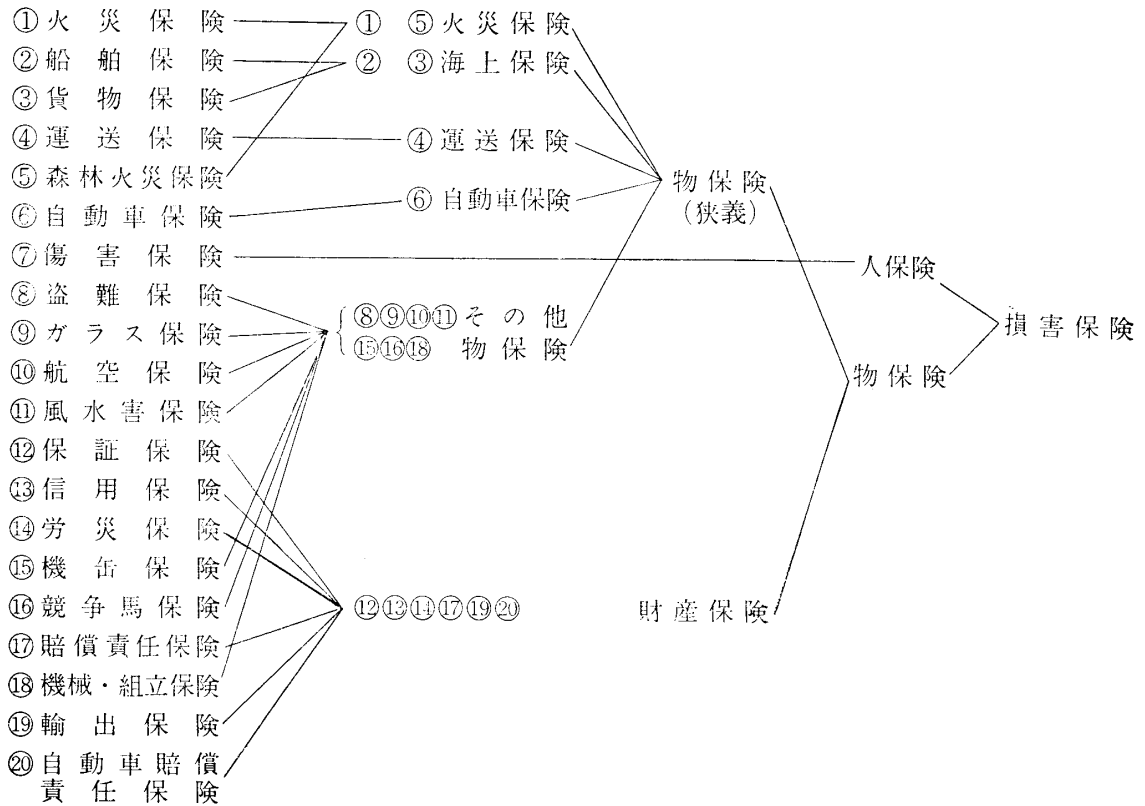 ①火災保険
②船舶保険
③貨物保険
④運送保険
⑤森林火災保険
⑥自動車保険
⑦傷害保険
⑧盗難保険
⑨ガラス保険
⑩航空保険
⑪風水害保険
⑫保証保険
⑬信用保険
⑭労災保険
⑮機缶保険
⑯競争馬保険
⑰賠償責任保険
⑱機械・組立保険
⑲輸出保険
⑳自動車賠償
責任保険
① ⑤火災保険
② ③海上保険
④運送保険
⑥自動車保険
⑧⑨⑩⑪その他
⑮⑯⑱ 物保険
⑫⑬⑭⑰⑲⑳
物保険
(狭義)
財産保険
人保険
物保険
損害保険